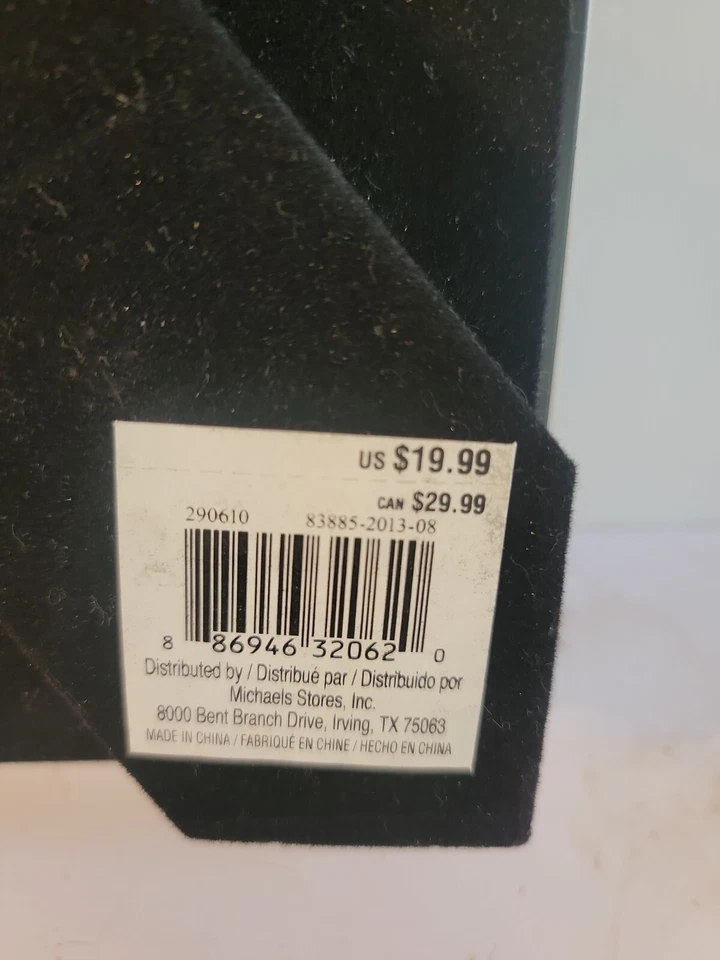 US $19.99
CAN $29.99
290610 83885-2013-08
8 86946 32062 0
Distributed by / Distribué par / Distribuido por
Michaels Stores, Inc.
8000 Bent Branch Drive, Irving, TX 75063
MADE IN CHINA / FABRIQUÉ EN CHINE / HECHO EN CHINA